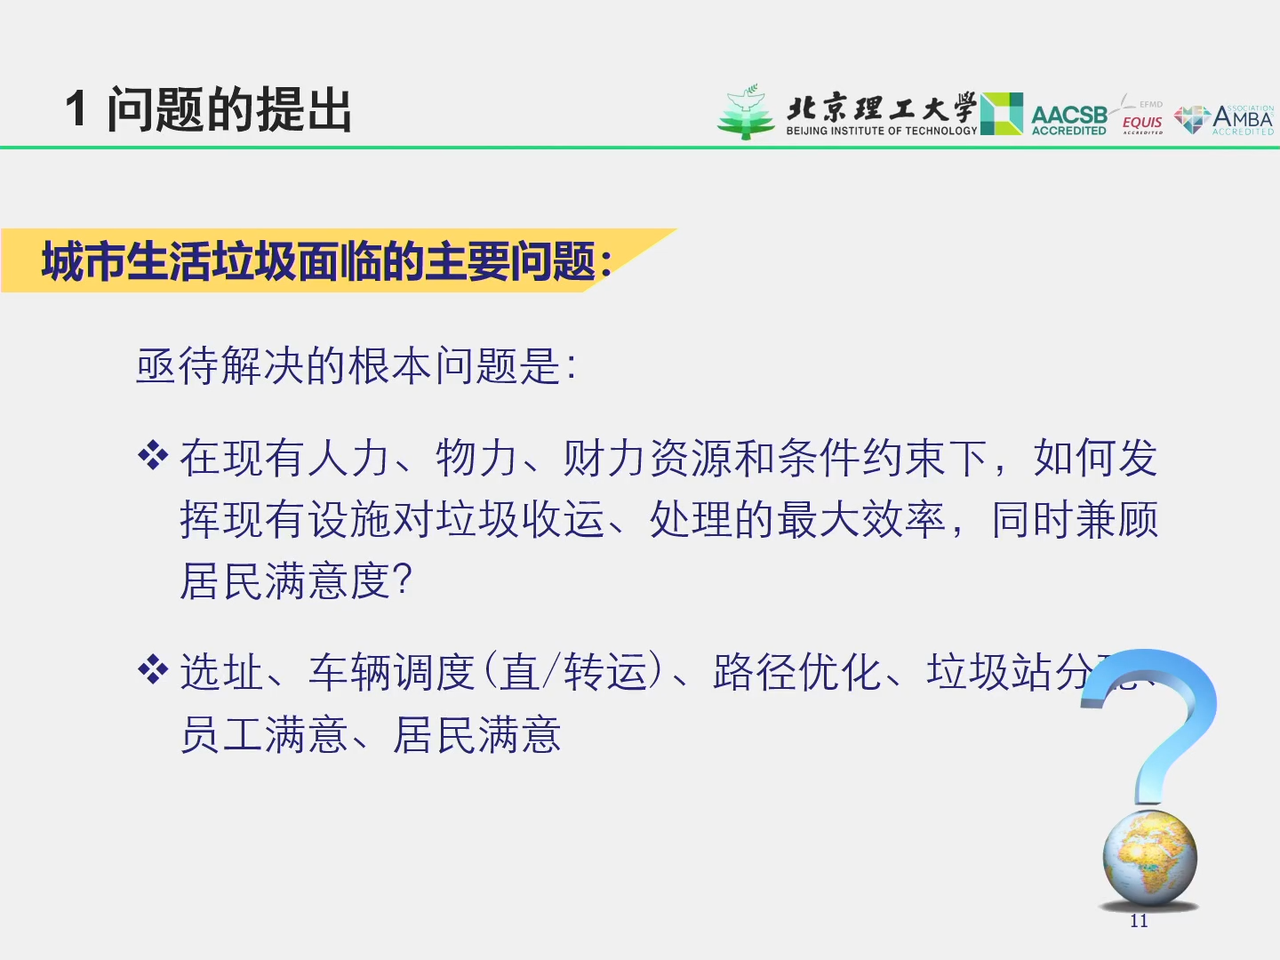 1 问题的提出
北京理工大学
BEIJING INSTITUTE OF TECHNOLOGY
AACSB
ACCREDITED
EFMD
EQUIS
ACCREDITED
ASSOCIATION
AMBA
ACCREDITED
城市生活垃圾面临的主要问题：
亟待解决的根本问题是：
❖ 在现有人力、物力、财力资源和条件约束下，如何发
挥现有设施对垃圾收运、处理的最大效率，同时兼顾
居民满意度？
❖ 选址、车辆调度(直/转运)、路径优化、垃圾站分配、
员工满意、居民满意
11